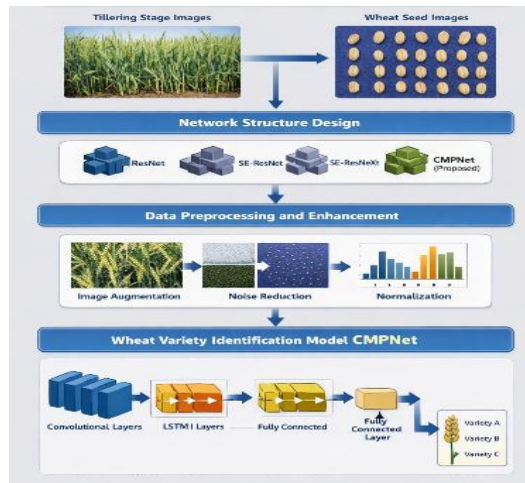 Tillering Stage Images
Wheat Seed Images
Network Structure Design
ResNet
SE-ResNet
SE-ResNeXt
CMPNet
(Proposed)
Data Preprocessing and Enhancement
Image Augmentation
Noise Reduction
Normalization
Wheat Variety Identification Model CMPNet
Convolutional Layers
LSTM I Layers
Fully Connected
Fully
Connected
Layer
Variety A
Variety B
Variety C